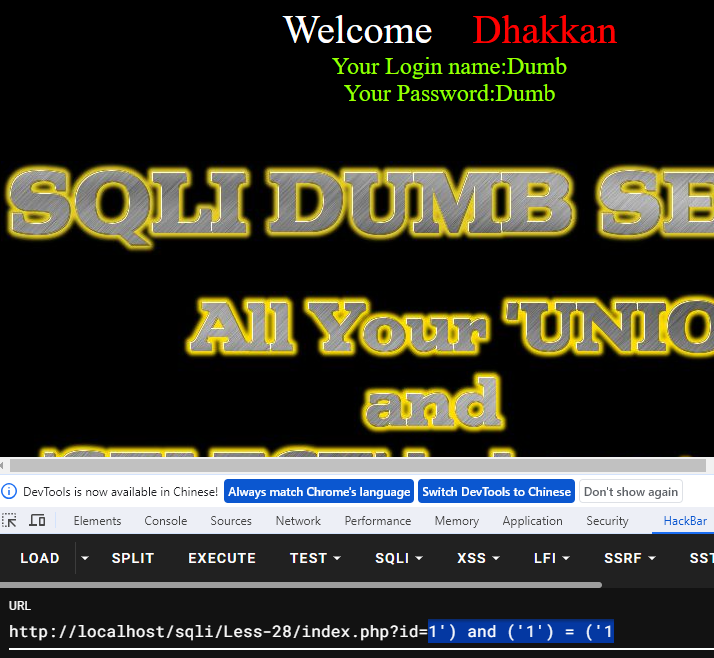 Welcome Dhakkan
Your Login name:Dumb
Your Password:Dumb
SQLI DUMB SE
All Your 'UNIO
and
DevTools is now available in Chinese! Always match Chrome's language Switch DevTools to Chinese Don't show again
Elements Console Sources Network Performance Memory Application Security HackBar
LOAD SPLIT EXECUTE TEST SQLI XSS LFI SSRF SST
URL
http://localhost/sqli/Less-28/index.php?id=1') and ('1') = ('1